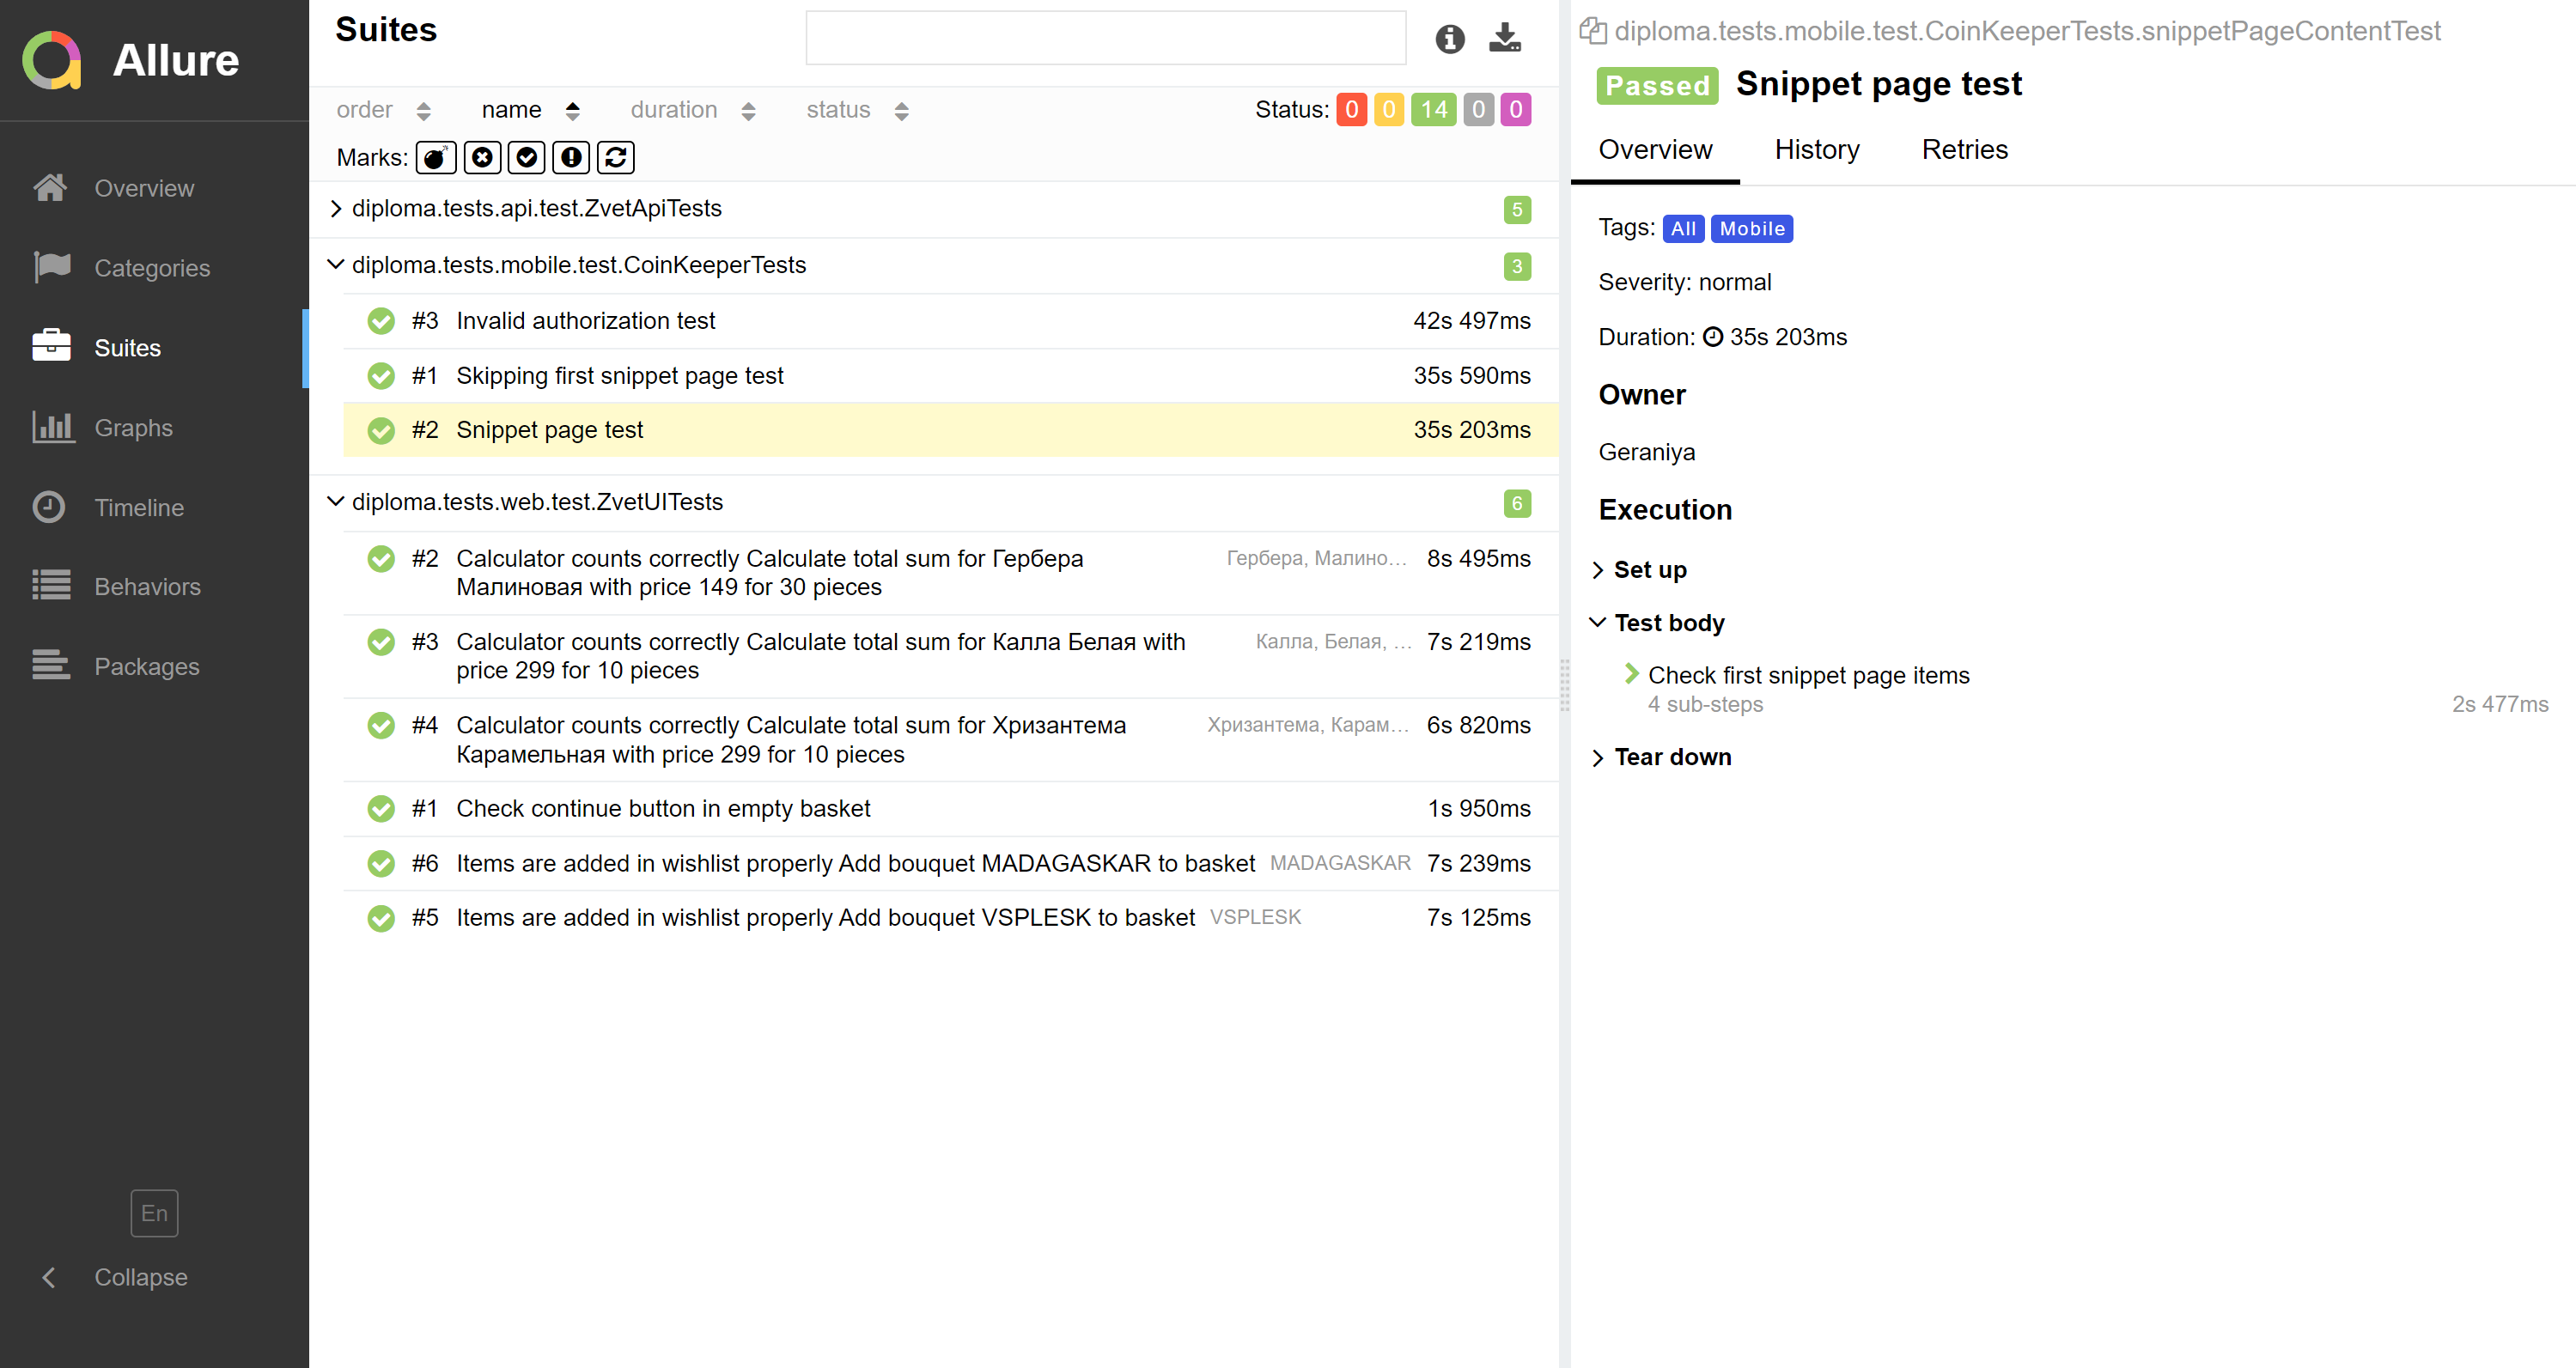 Allure
Overview
Categories
Suites
Graphs
Timeline
Behaviors
Packages
En
Collapse
Suites
order name duration status Status: 0 0 14 0 0
Marks:
diploma.tests.api.test.ZvetApiTests 5
diploma.tests.mobile.test.CoinKeeperTests 3
#3 Invalid authorization test 42s 497ms
#1 Skipping first snippet page test 35s 590ms
#2 Snippet page test 35s 203ms
diploma.tests.web.test.ZvetUITests 6
#2 Calculator counts correctly Calculate total sum for Гербера Гербера, Малино… 8s 495ms
Малиновая with price 149 for 30 pieces
#3 Calculator counts correctly Calculate total sum for Калла Белая with Калла, Белая, … 7s 219ms
price 299 for 10 pieces
#4 Calculator counts correctly Calculate total sum for Хризантема Хризантема, Карам… 6s 820ms
Карамельная with price 299 for 10 pieces
#1 Check continue button in empty basket 1s 950ms
#6 Items are added in wishlist properly Add bouquet MADAGASKAR to basket MADAGASKAR 7s 239ms
#5 Items are added in wishlist properly Add bouquet VSPLESK to basket VSPLESK 7s 125ms
diploma.tests.mobile.test.CoinKeeperTests.snippetPageContentTest
Passed Snippet page test
Overview History Retries
Tags: All Mobile
Severity: normal
Duration: 35s 203ms
Owner
Geraniya
Execution
Set up
Test body
Check first snippet page items
4 sub-steps 2s 477ms
Tear down